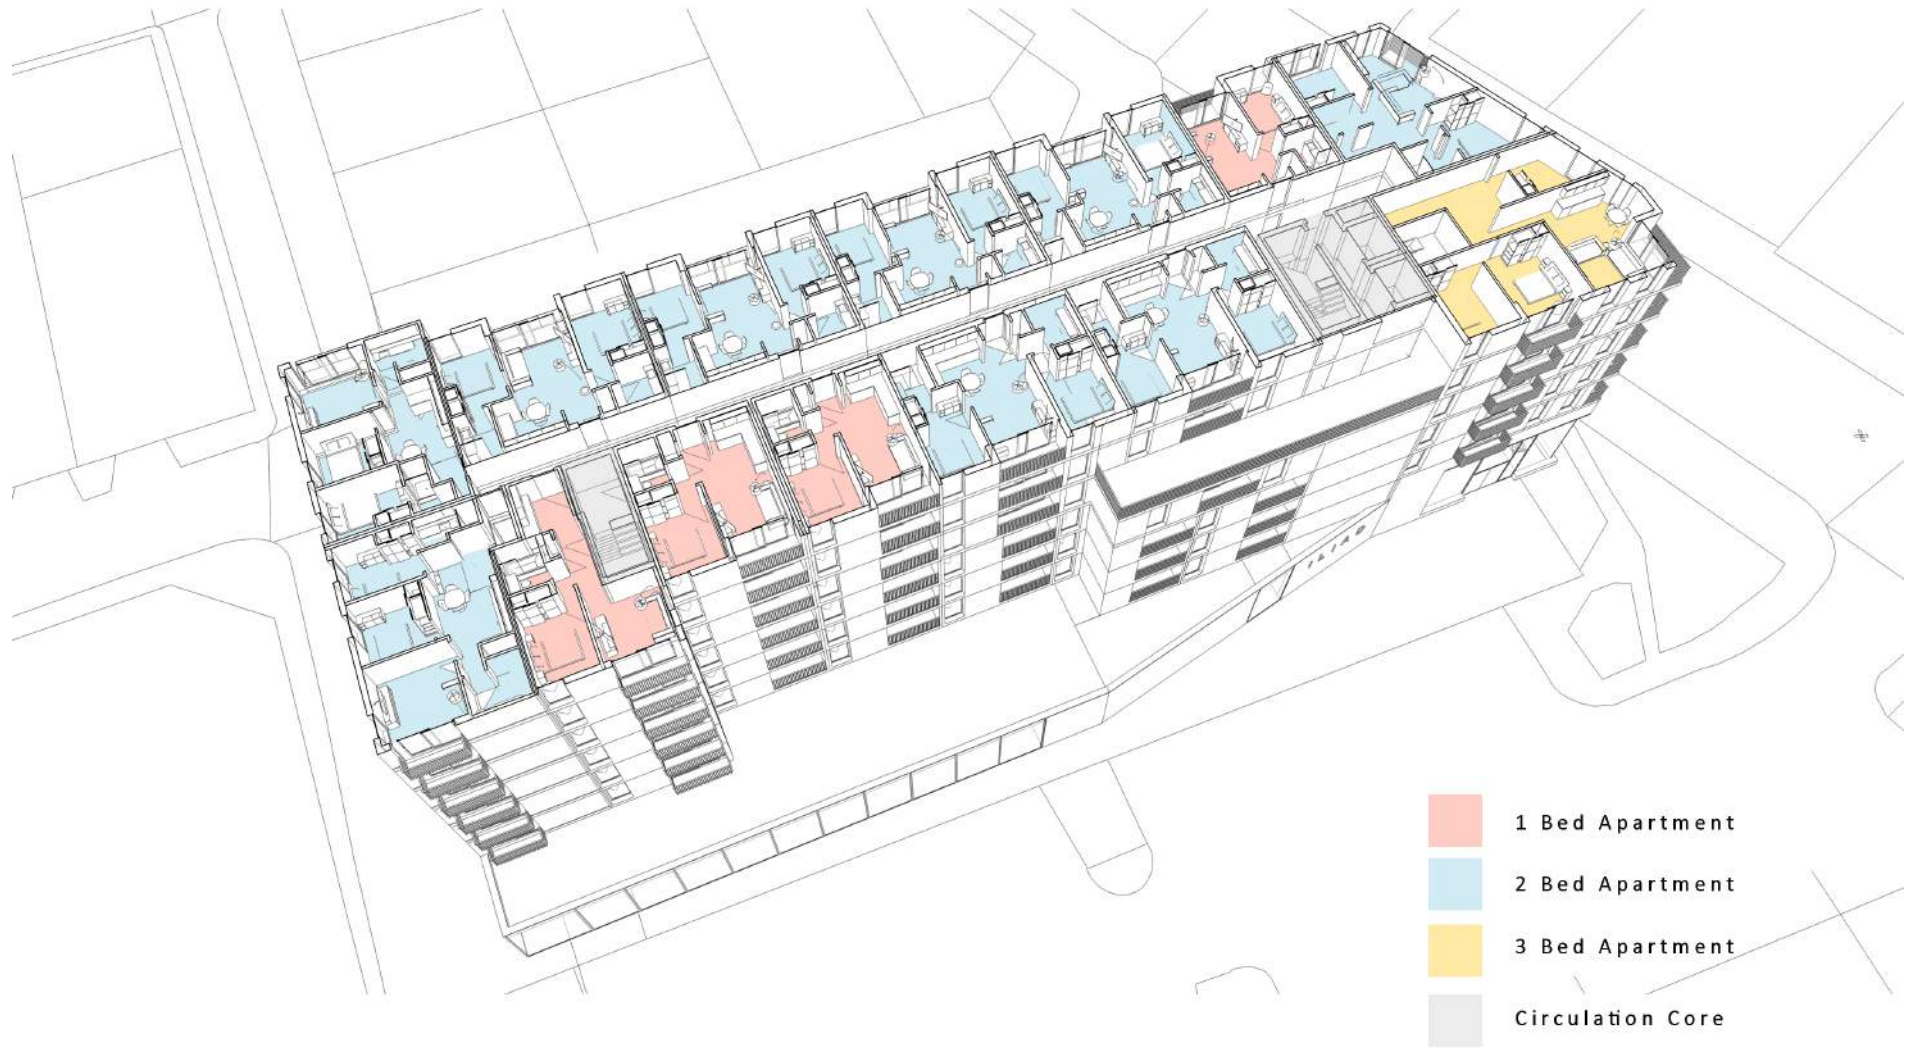 1 Bed Apartment
2 Bed Apartment
3 Bed Apartment
Circulation Core